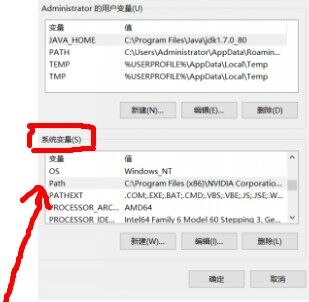 Administrator 的用户变量(U)
变量 值
JAVA_HOME C:\Program Files\Java\jdk1.7.0_80
PATH C:\Users\Administrator\AppData\Roamin...
TEMP %USERPROFILE%\AppData\Local\Temp
TMP %USERPROFILE%\AppData\Local\Temp
新建(N)... 编辑(E)... 删除(D)
系统变量(S)
变量 值
OS Windows_NT
Path C:\Program Files (x86)\NVIDIA Corporatio...
PATHEXT .COM;.EXE;.BAT;.CMD;.VBS;.VBE;.JS;.JSE;.W...
PROCESSOR_ARC... AMD64
PROCESSOR_IDE... Intel64 Family 6 Model 60 Stepping 3, Ge...
新建(W)... 编辑(I)... 删除(L)
确定 取消